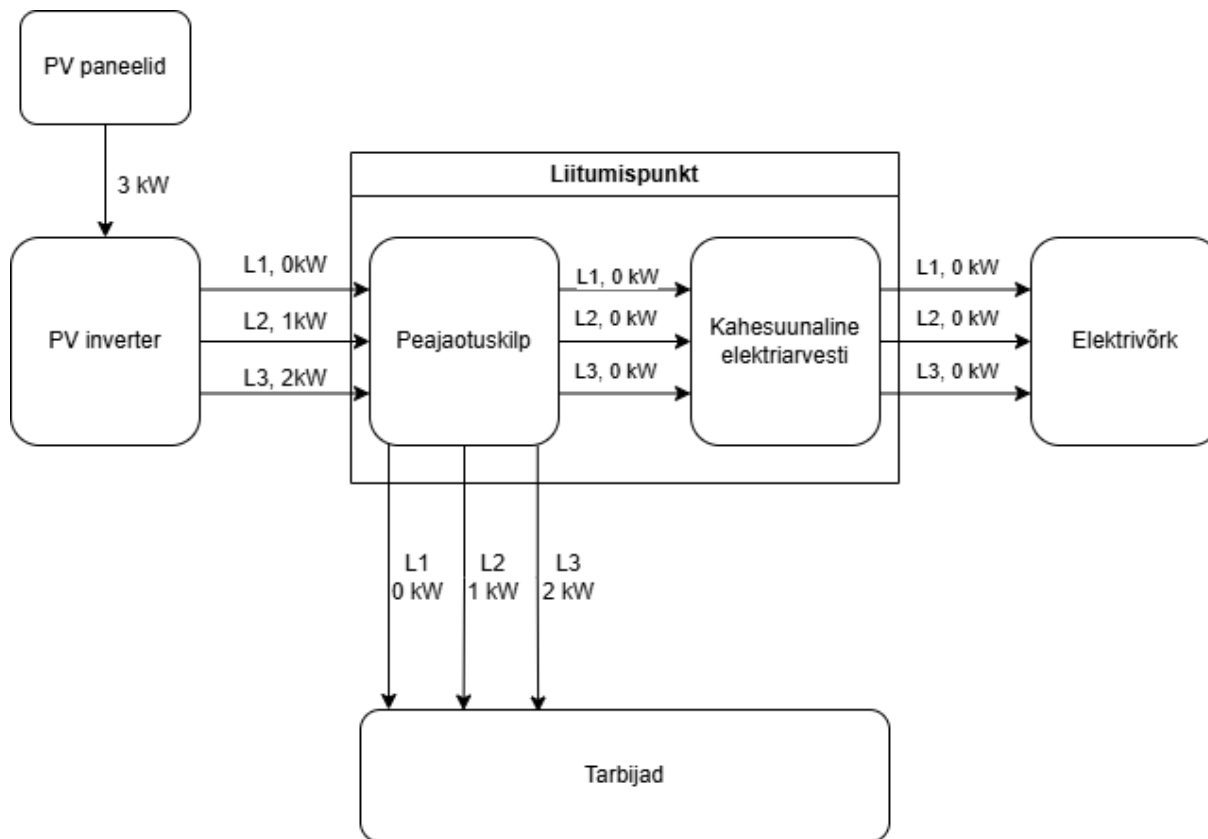 PV paneelid
3 kW
Liitumispunkt
PV inverter
L1, 0kW
L2, 1kW
L3, 2kW
Peajaotuskilp
L1, 0 kW
L2, 0 kW
L3, 0 kW
Kahesuunaline
elektriarvesti
L1, 0 kW
L2, 0 kW
L3, 0 kW
Elektrivõrk
L1
0 kW
L2
1 kW
L3
2 kW
Tarbijad